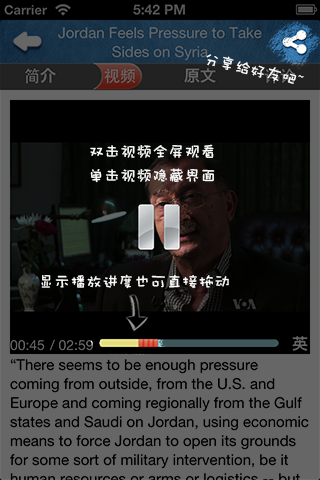 Carrier 5:42 PM
Jordan Feels Pressure to Take
Sides on Syria
分享给好友吧~
简介 视频 原文
双击视频全屏观看
单击视频隐藏界面
VOA
显示播放进度也可直接拖动
00:45 / 02:59 英
“There seems to be enough pressure
coming from outside, from the U.S. and
Europe and coming regionally from the Gulf
states and Saudi on Jordan, using economic
means to force Jordan to open its grounds
for some sort of military intervention, be it
human resources or arms or logistics -- but